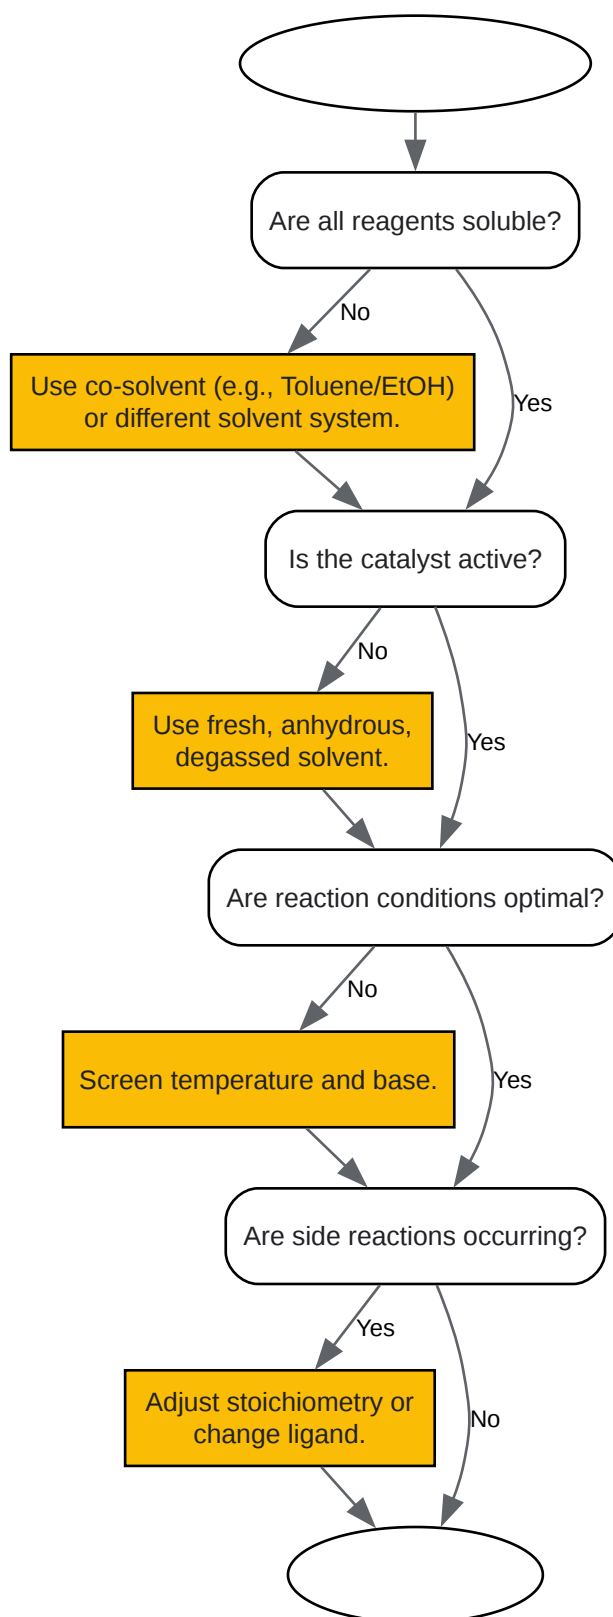 Are all reagents soluble?
No
Use co-solvent (e.g., Toluene/EtOH)
or different solvent system.
Yes
Is the catalyst active?
No
Use fresh, anhydrous,
degassed solvent.
Yes
Are reaction conditions optimal?
No
Screen temperature and base.
Yes
Are side reactions occurring?
Yes
Adjust stoichiometry or
change ligand.
No